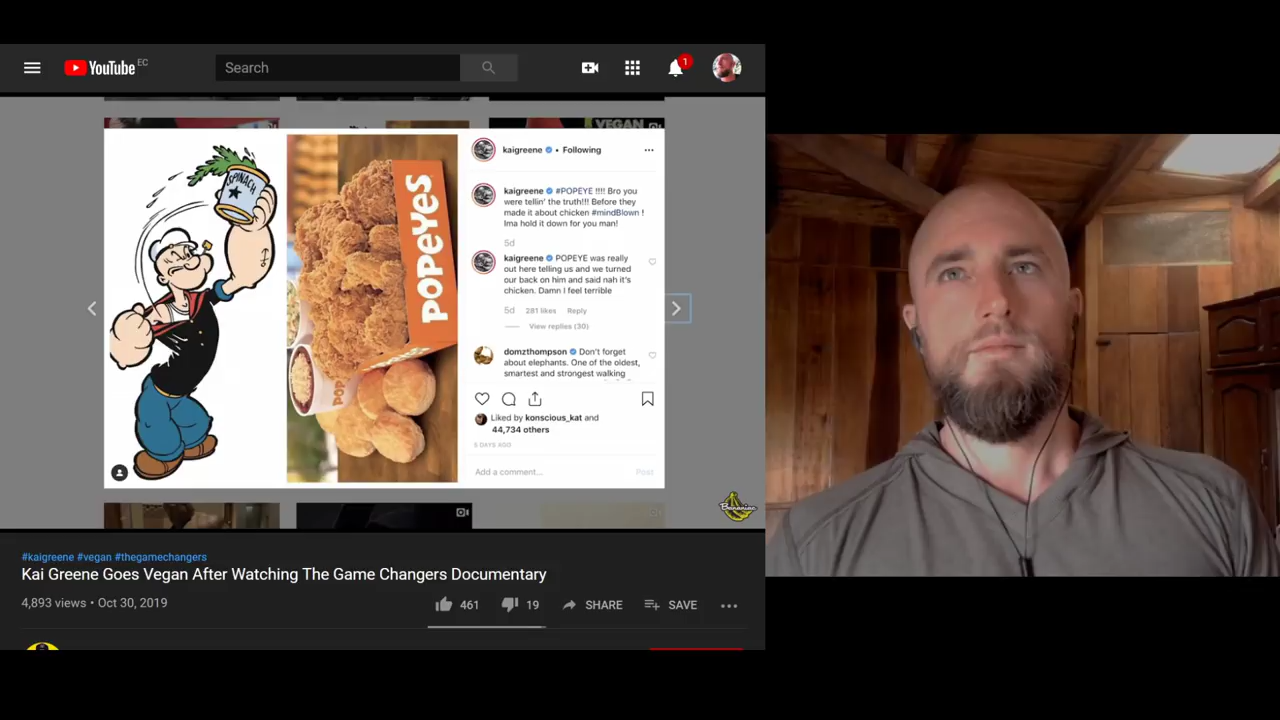 YouTube EC
Search
1
VEGAN
SPINACH
POPEYES
POP
kaigreene • Following
kaigreene #POPEYE !!!! Bro you
were tellin' the truth!!! Before they
made it about chicken #mindBlown !
Ima hold it down for you man!
5d
kaigreene POPEYE was really
out here telling us and we turned
our back on him and said nah it's
chicken. Damn I feel terrible
5d 281 likes Reply
View replies (30)
domzthompson Don't forget
about elephants. One of the oldest,
smartest and strongest walking
Liked by konscious_kat and
44,734 others
5 DAYS AGO
Add a comment... Post
Bananiac
#kaigreene #vegan #thegamechangers
Kai Greene Goes Vegan After Watching The Game Changers Documentary
4,893 views • Oct 30, 2019
461 19 SHARE SAVE